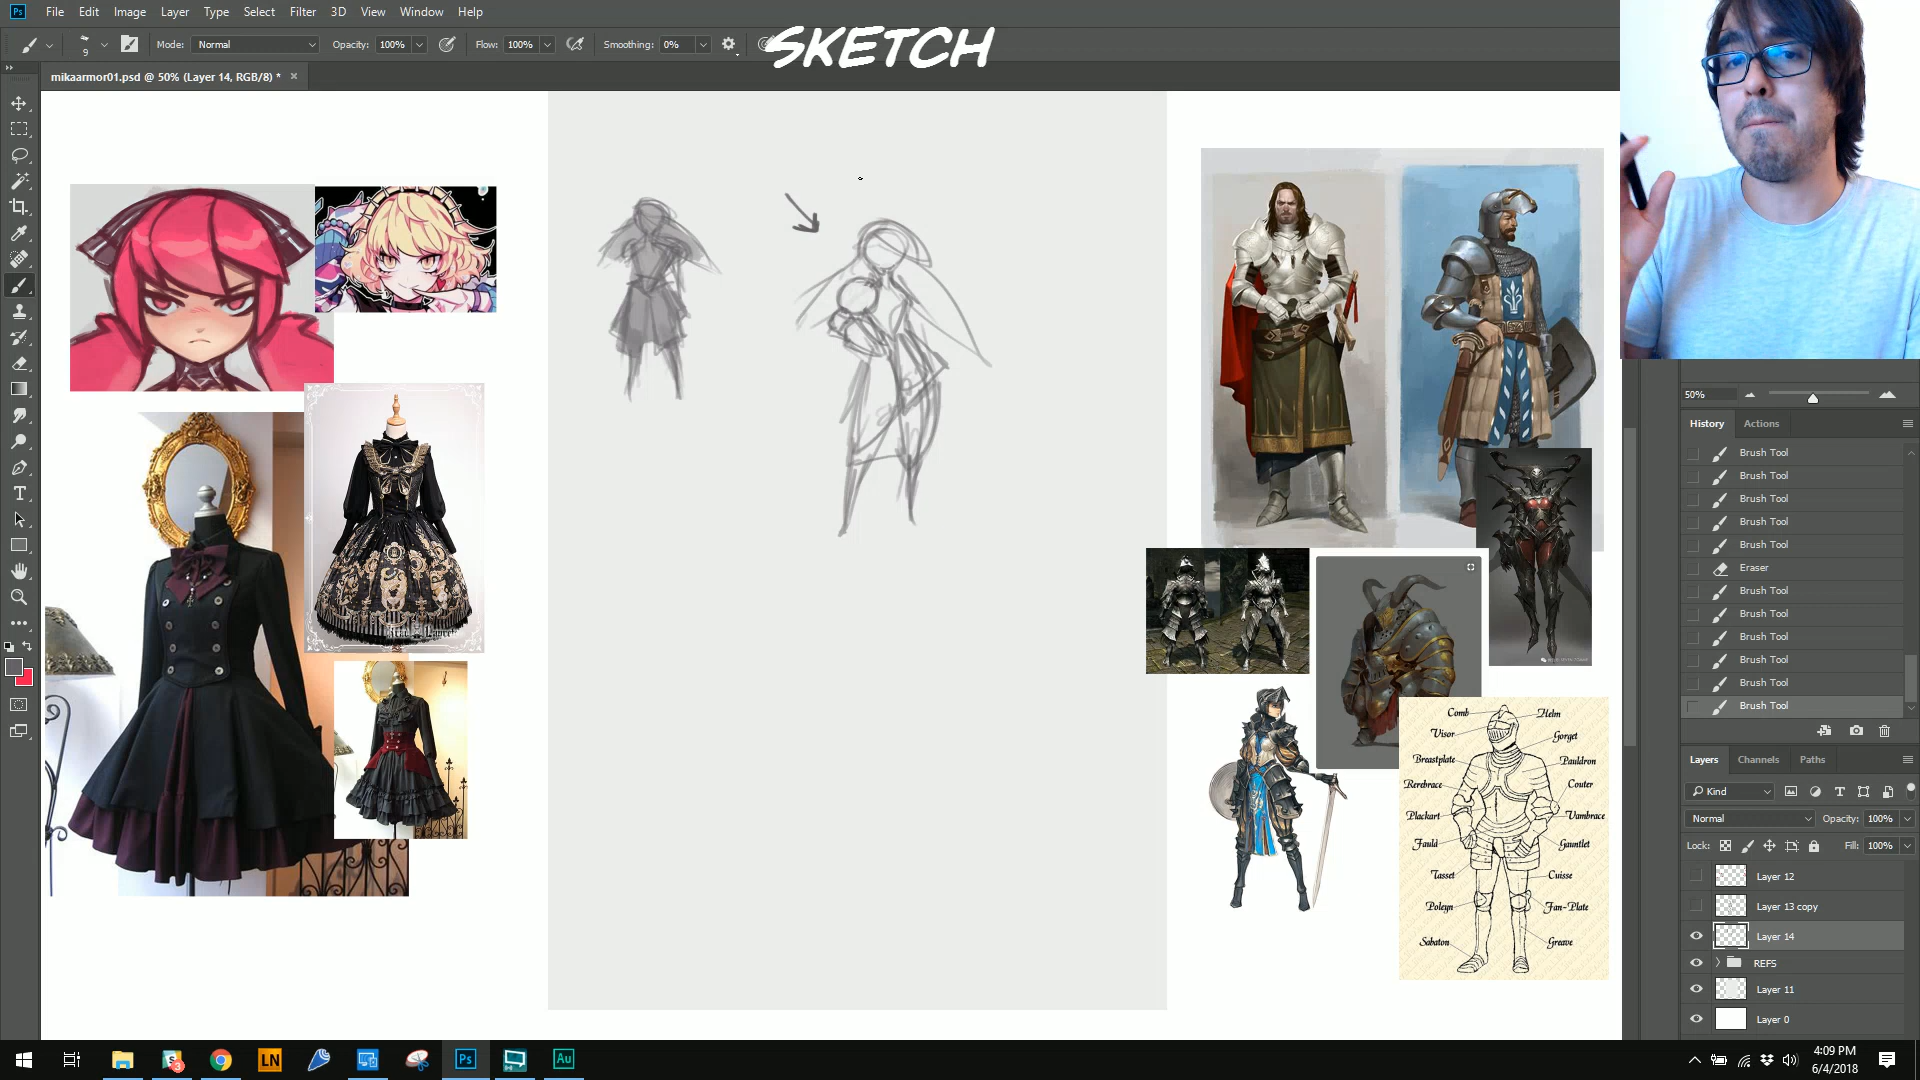 Ps File Edit Image Layer Type Select Filter 3D View Window Help
9 Mode: Normal Opacity: 100% Flow: 100% Smoothing: 0%
SKETCH
mikaarmor01.psd @ 50% (Layer 14, RGB/8) *
50%
History Actions
Brush Tool
Brush Tool
Brush Tool
Brush Tool
Brush Tool
Eraser
Brush Tool
Brush Tool
Brush Tool
Brush Tool
Brush Tool
Brush Tool
Layers Channels Paths
Kind
Normal Opacity: 100%
Lock: Fill: 100%
Layer 12
Layer 13 copy
Layer 14
REFS
Layer 11
Layer 0
Comb Helm
Visor Gorget
Breastplate Pauldron
Rerebrace Couter
Plackart Vambrace
Fauld Gauntlet
Tasset Cuisse
Poleyn Fan-Plate
Sabaton Greave
3 LN Ps Au
4:09 PM
6/4/2018